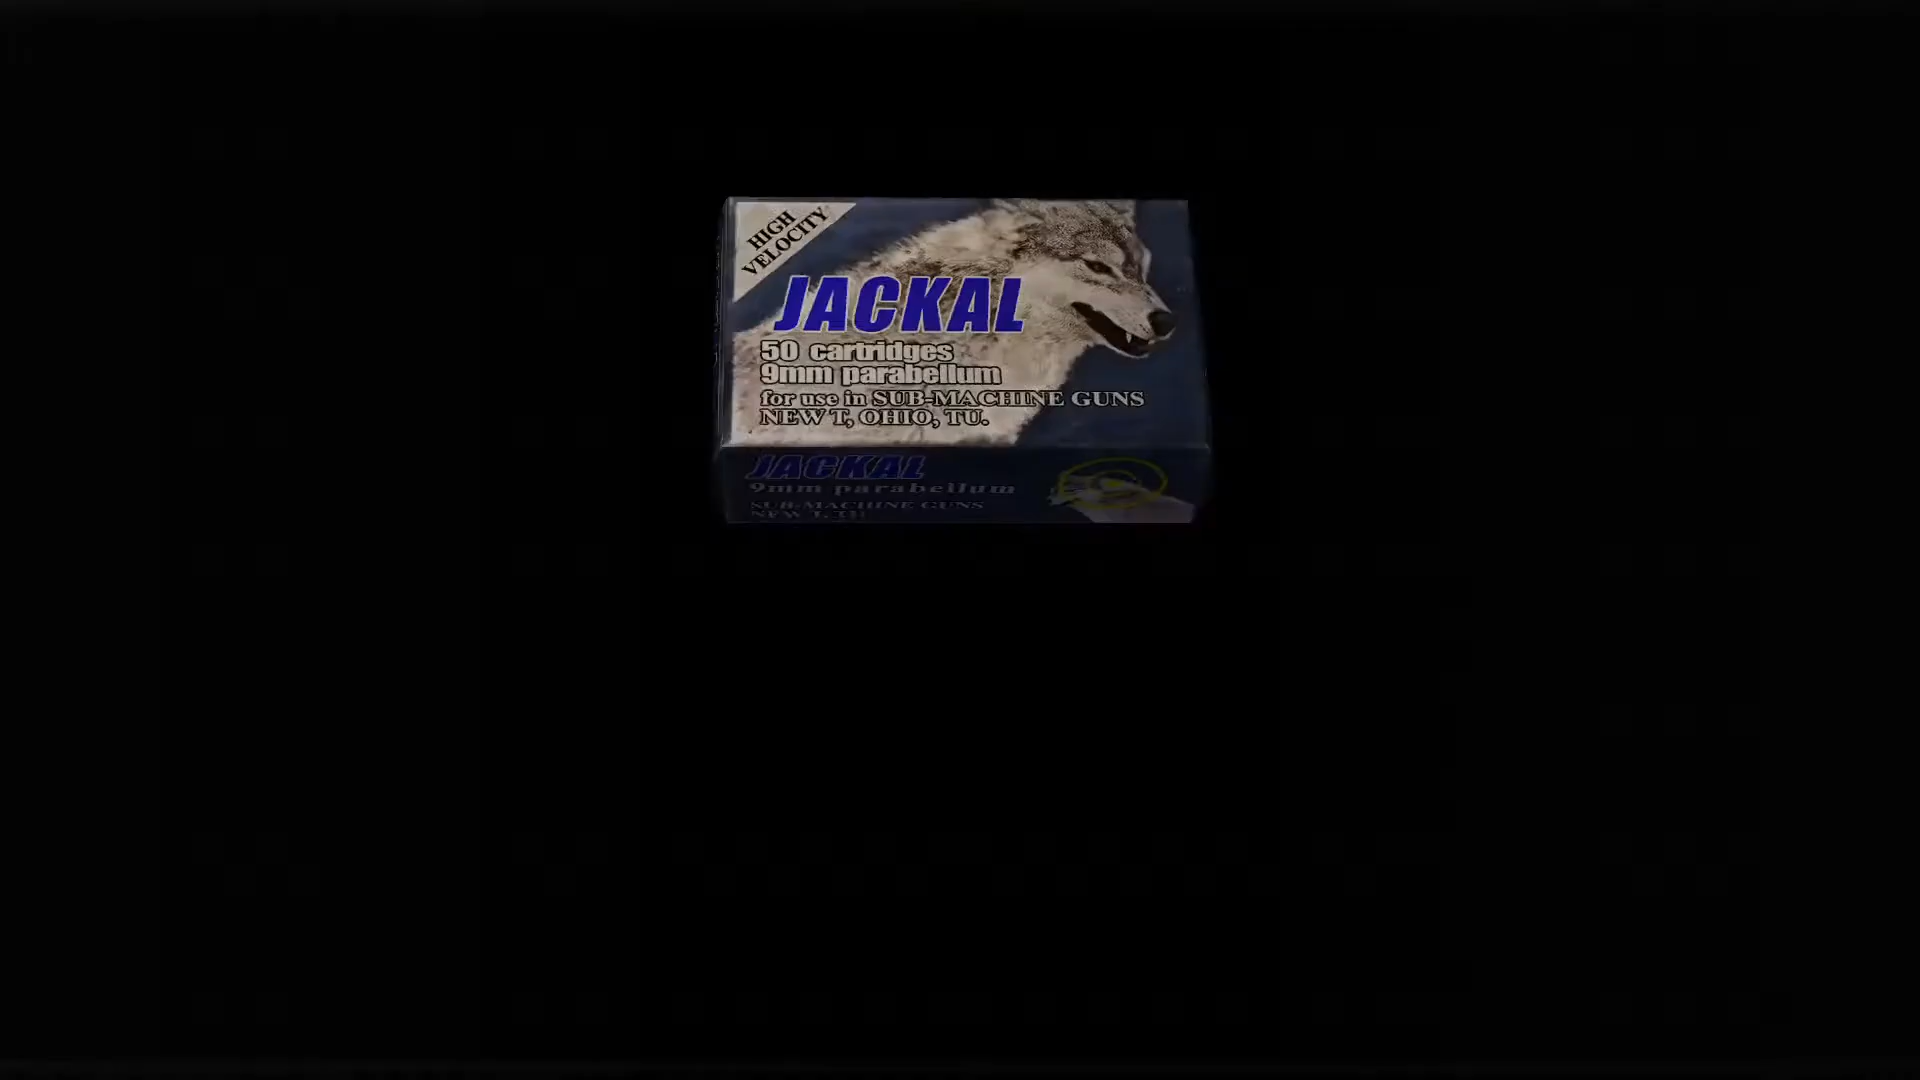 HIGH
VELOCITY
JACKAL
50 cartridges
9mm parabellum
for use in SUB-MACHINE GUNS
NEW T, OHIO, TU.
JACKAL
9mm parabellum
SUB-MACHINE GUNS
NEW T,